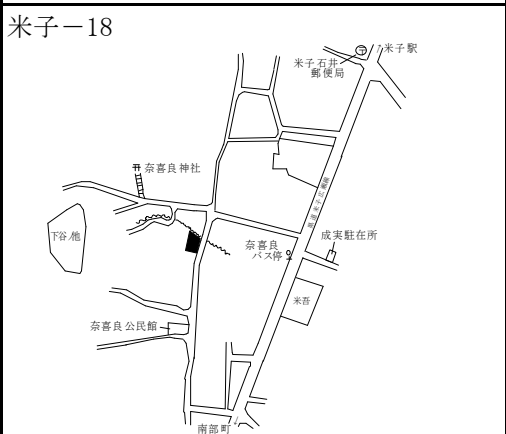 米子－18
↑米子駅
米子石井
郵便局
奈喜良神社
下谷ノ池
奈喜良
バス停
成実駐在所
米吾
奈喜良公民館
南部町↓